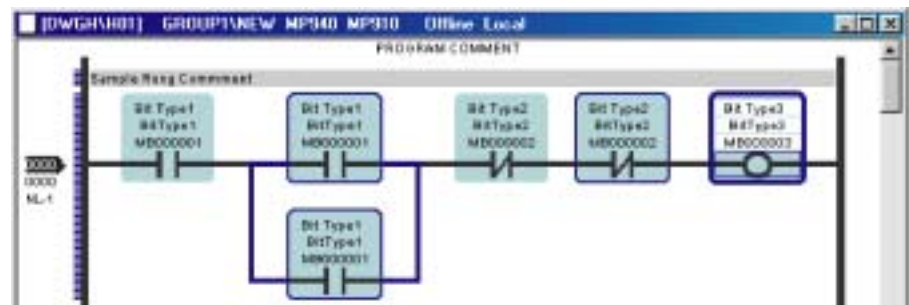 [DWGH\H01] GROUP1\NEW MP940 MP910 Offline Local
PROGRAM COMMENT
Sample Rung Commment
Bit Type1
BitType1
MB000001
Bit Type1
BitType1
MB000001
Bit Type2
BitType2
MB000002
Bit Type2
BitType2
MB000002
Bit Type3
BitType3
MB000003
0000
0000
NL-1
Bit Type1
BitType1
MB000001